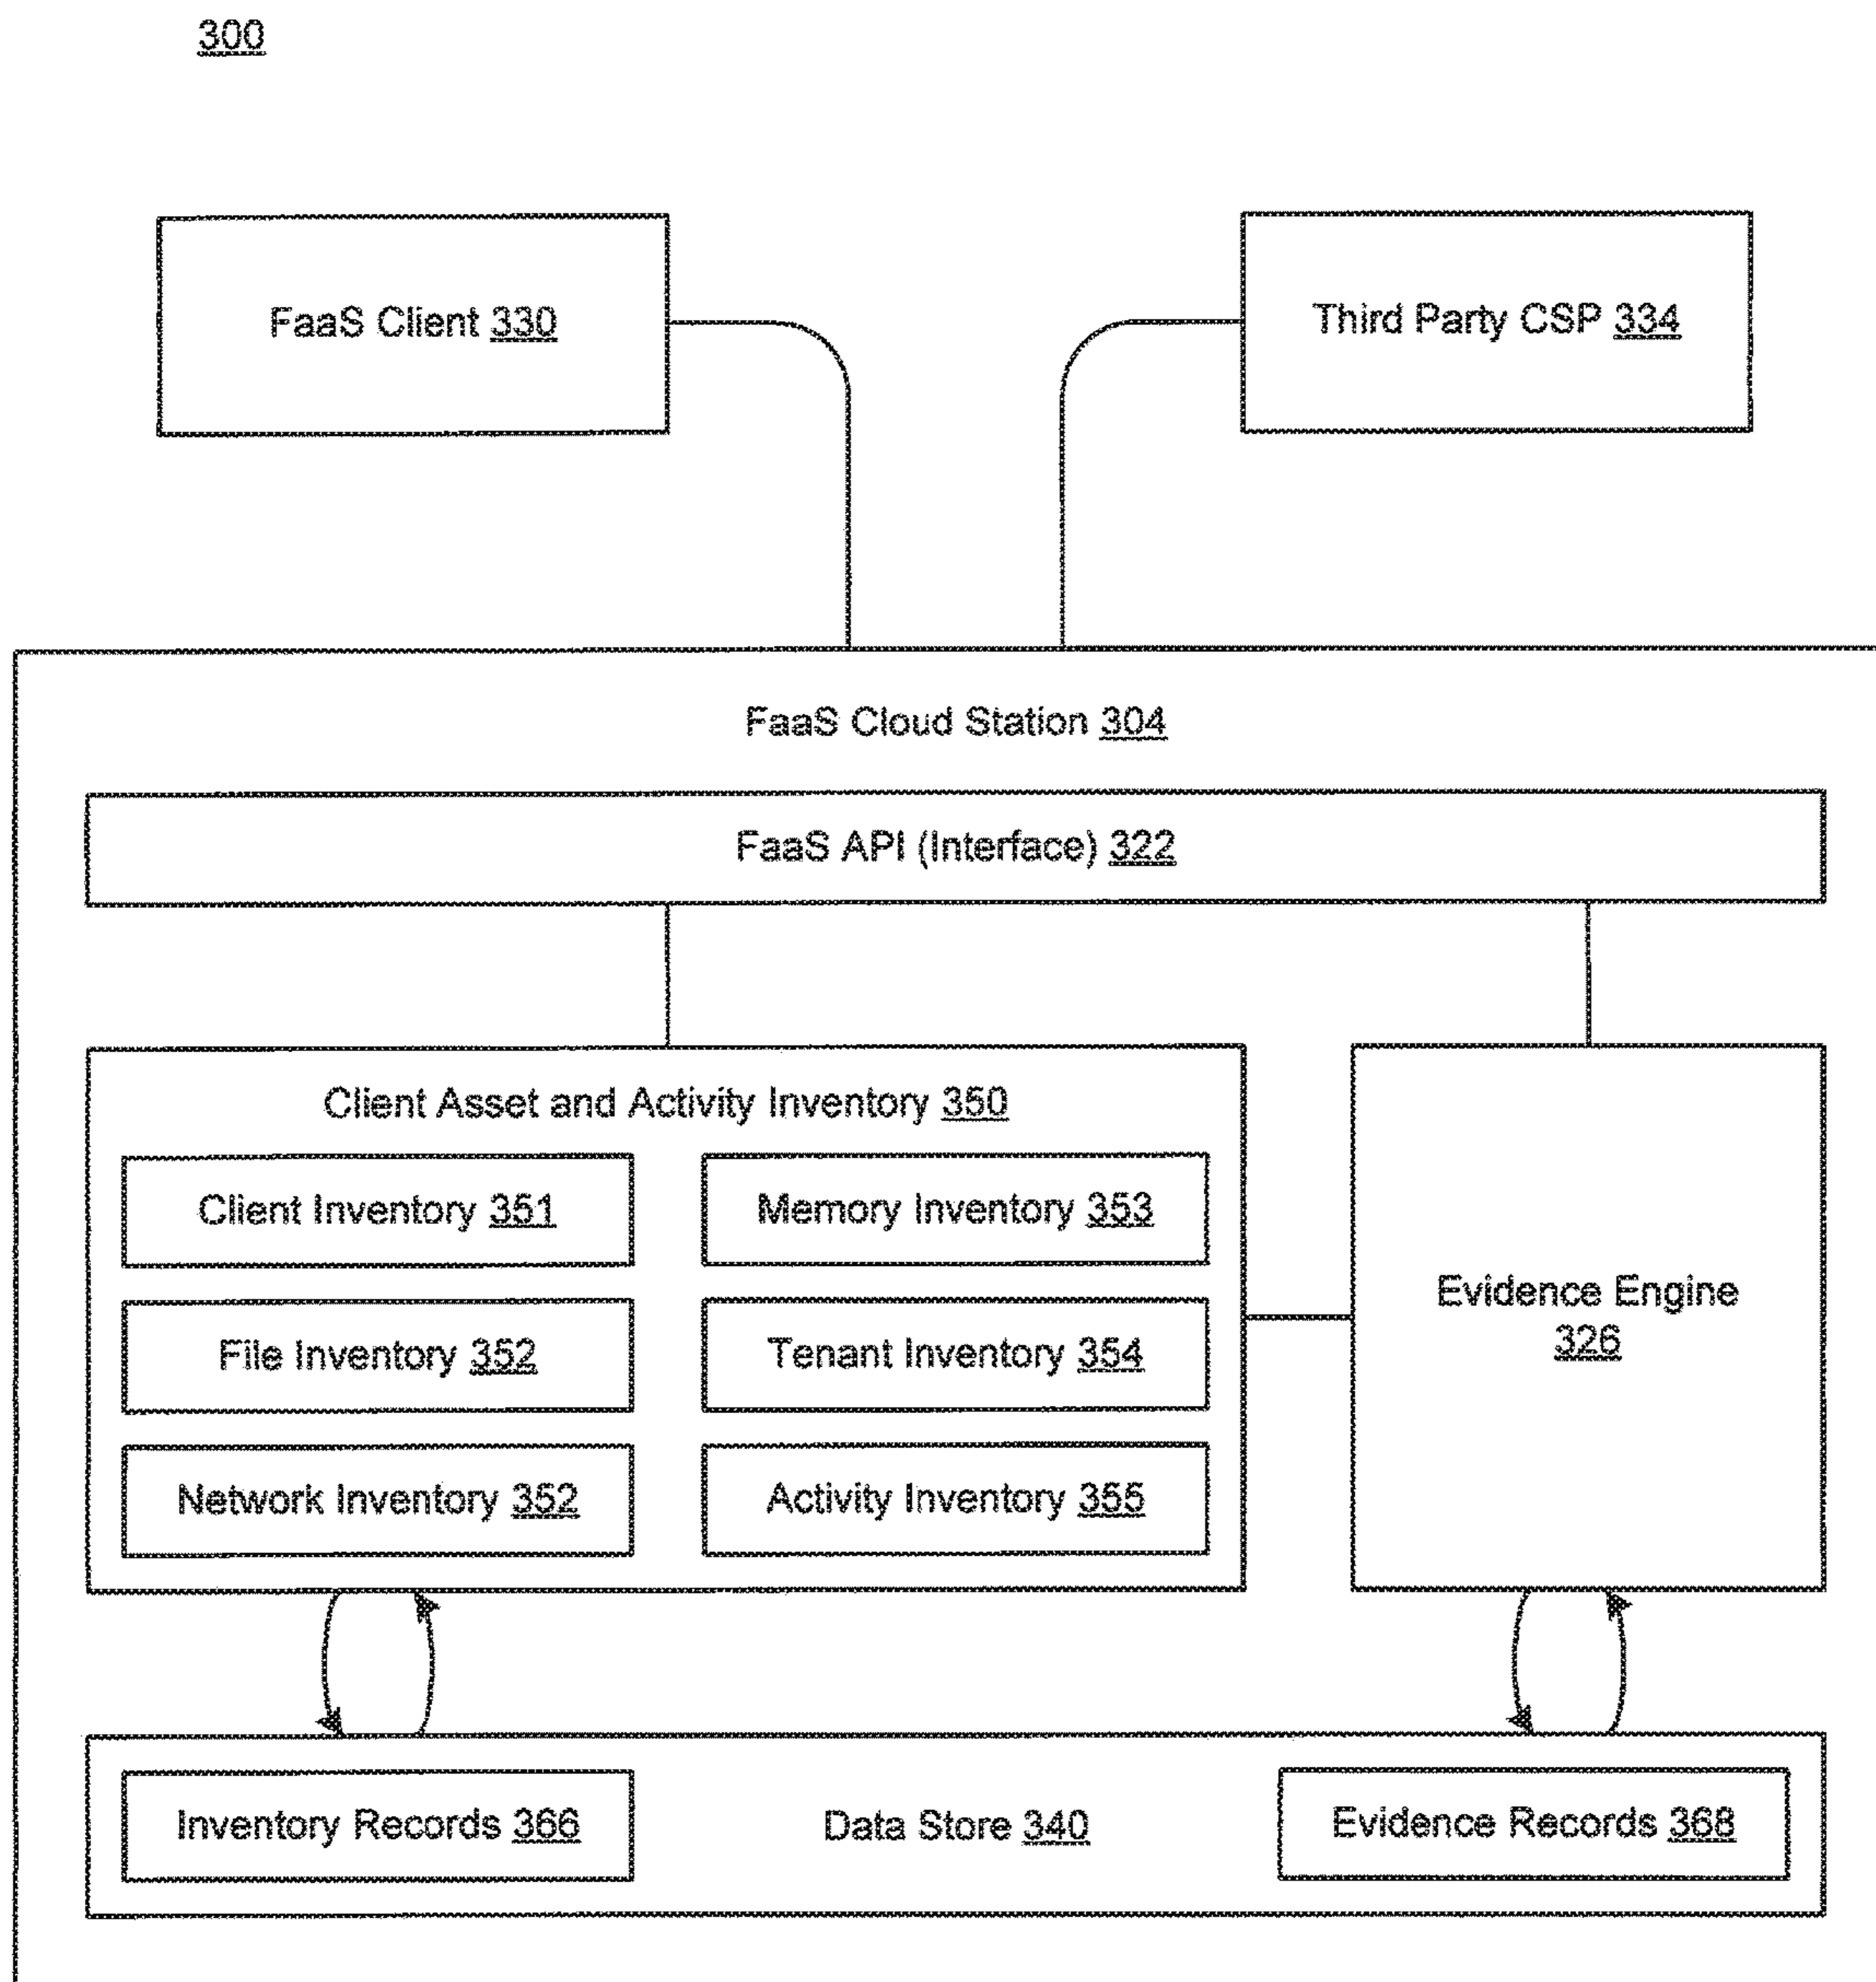 300
FaaS Client 330
Third Party CSP 334
FaaS Cloud Station 304
FaaS API (Interface) 322
Client Asset and Activity Inventory 350
Client Inventory 351
Memory Inventory 353
File Inventory 352
Tenant Inventory 354
Network Inventory 352
Activity Inventory 355
Evidence Engine
326
Inventory Records 366
Data Store 340
Evidence Records 368